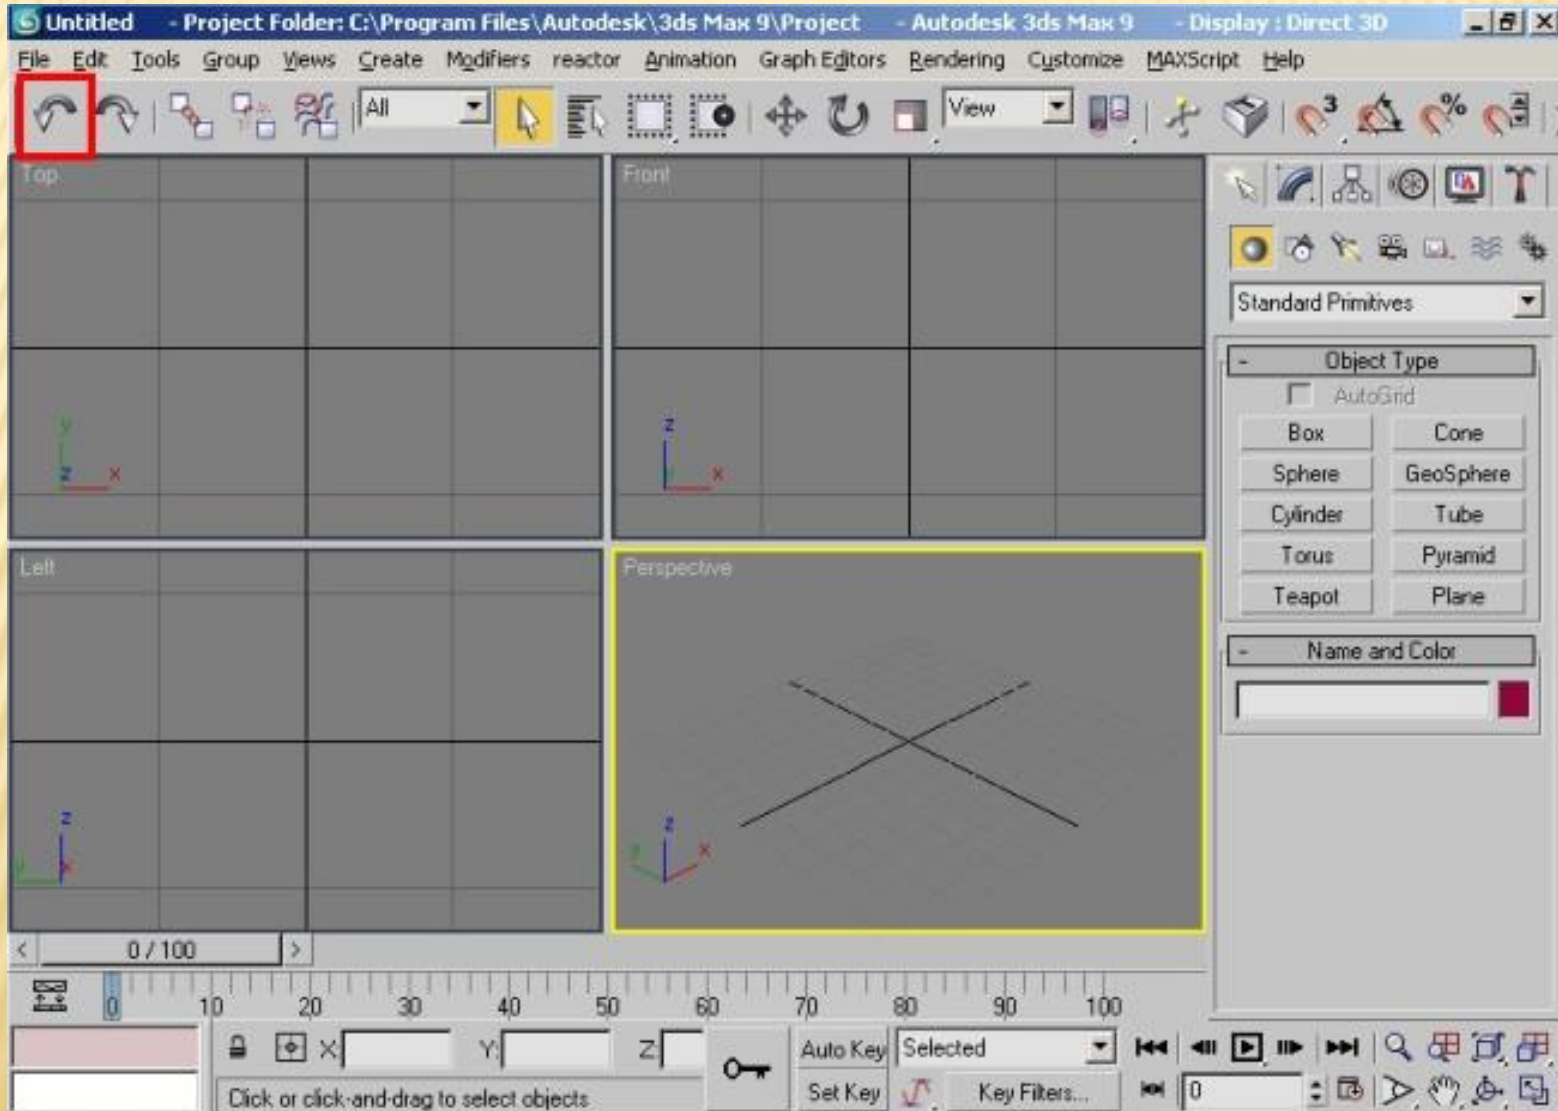 Untitled - Project Folder: C:\Program Files\Autodesk\3ds Max 9\Project - Autodesk 3ds Max 9 - Display : Direct 3D
File Edit Tools Group Views Create Modifiers reactor Animation Graph Editors Rendering Customize MAXScript Help
All View 3 %
Top Front
Standard Primitives
- Object Type
AutoGrid
Box Cone
Sphere GeoSphere
Cylinder Tube
Torus Pyramid
Teapot Plane
- Name and Color
y z x
z x
Left Perspective
z y x
z y x
< 0 / 100 >
0 10 20 30 40 50 60 70 80 90 100
X: Y: Z: Auto Key Selected
Click or click-and-drag to select objects Set Key Key Filters... 0